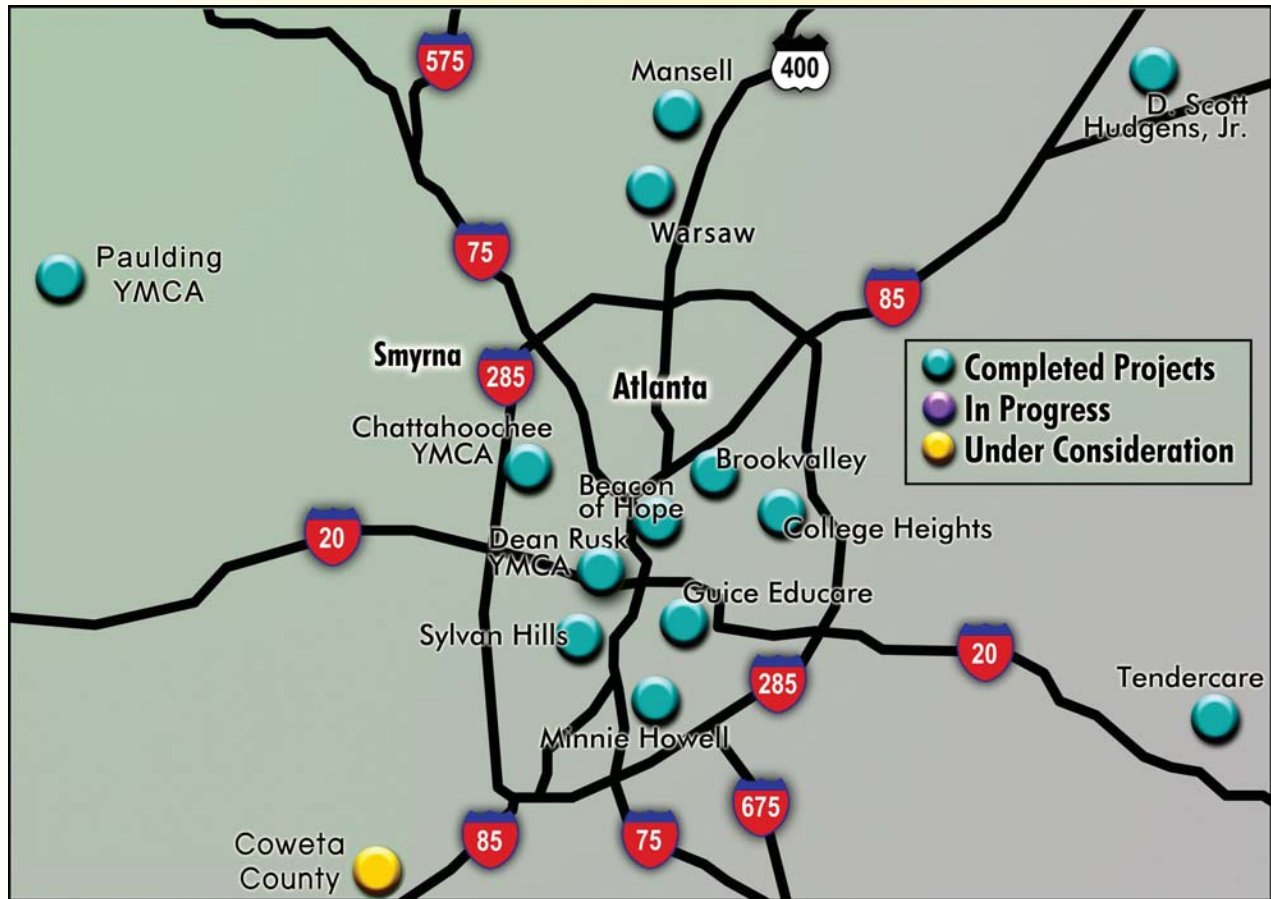 575
Mansell
400
D. Scott
Hudgens, Jr.
Warsaw
75
Paulding
YMCA
85
Smyrna
285
Atlanta
Completed Projects
In Progress
Under Consideration
Chattahoochee
YMCA
Brookvalley
Beacon
of Hope
College Heights
20
Dean Rusk
YMCA
Guice Educare
Sylvan Hills
20
285
Tendercare
Minnie Howell
675
85
75
Coweta
County